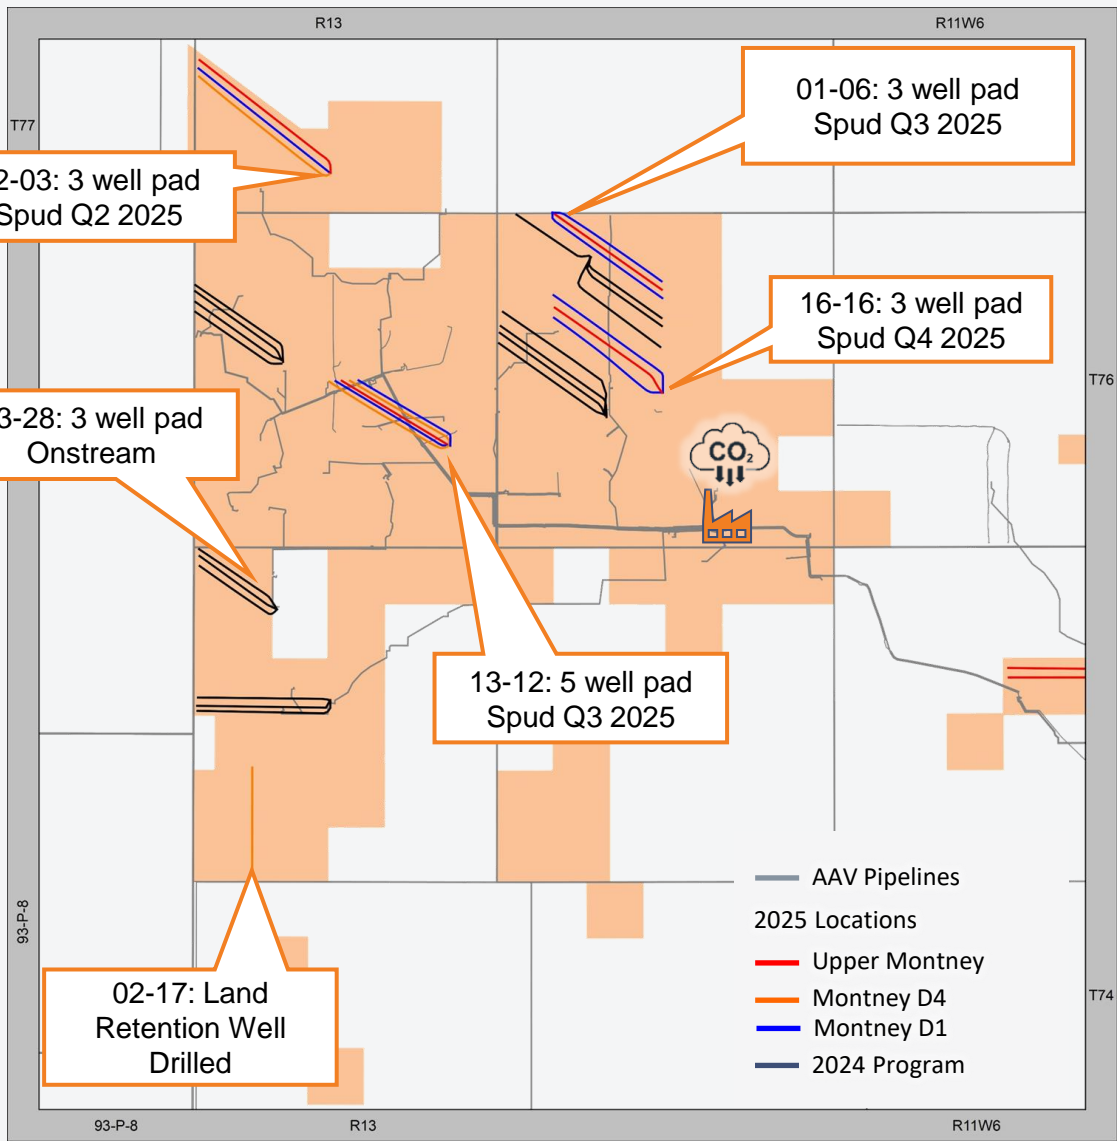 R13
R11W6
T77
01-06: 3 well pad
Spud Q3 2025
2-03: 3 well pad
Spud Q2 2025
16-16: 3 well pad
Spud Q4 2025
T76
3-28: 3 well pad
Onstream
CO2
13-12: 5 well pad
Spud Q3 2025
AAV Pipelines
2025 Locations
Upper Montney
Montney D4
Montney D1
2024 Program
93-P-8
T74
02-17: Land
Retention Well
Drilled
93-P-8
R13
R11W6